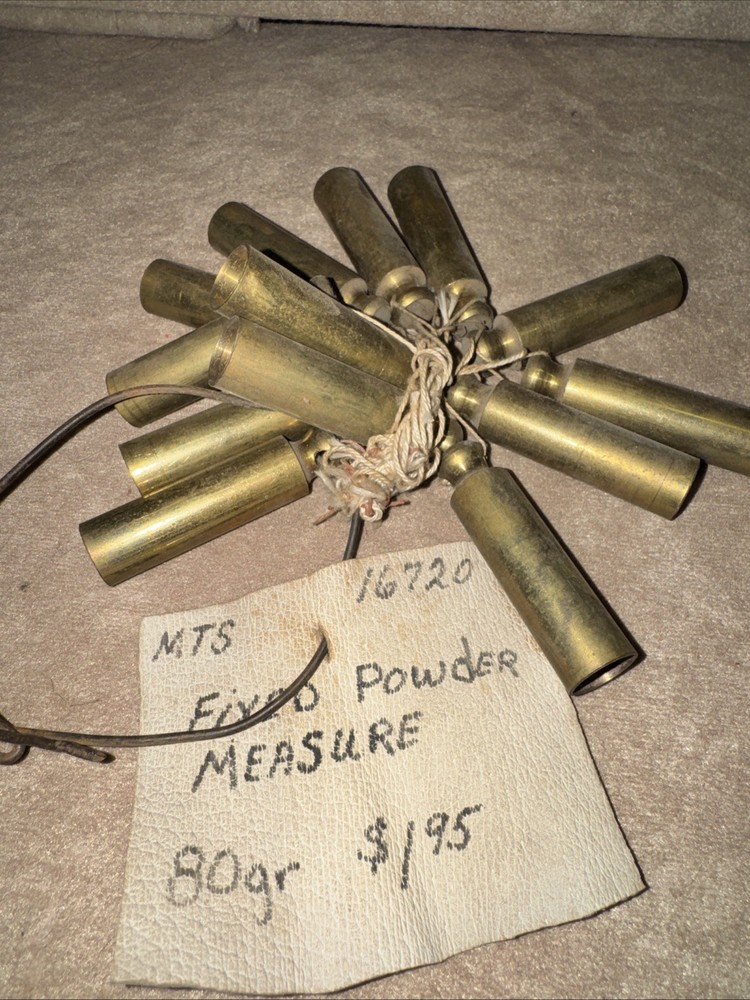 16720
MTS
Fixed Powder
MEASURE
80gr $195